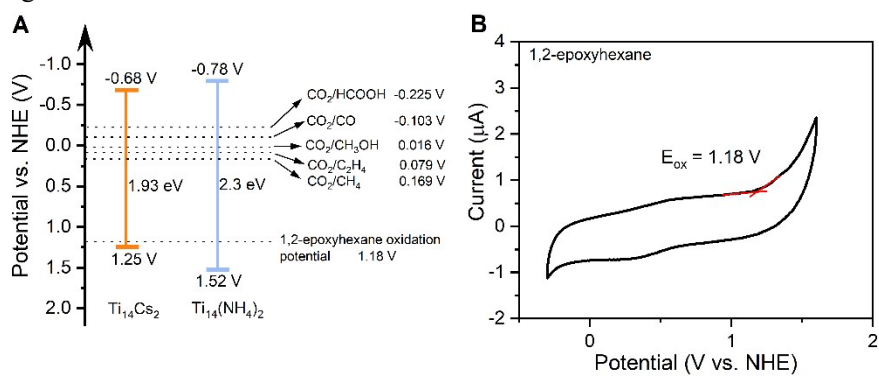 A
Potential vs. NHE (V)
-1.0
-0.5
0.0
0.5
1.0
1.5
2.0
-0.68 V
-0.78 V
1.93 eV
2.3 eV
1.25 V
1.52 V
Ti₁₄Cs₂
Ti₁₄(NH₄)₂
CO₂/HCOOH -0.225 V
CO₂/CO -0.103 V
CO₂/CH₃OH 0.016 V
CO₂/C₂H₄ 0.079 V
CO₂/CH₄ 0.169 V
1,2-epoxyhexane oxidation
potential 1.18 V
B
1,2-epoxyhexane
Eox = 1.18 V
Current (μA)
4
3
2
1
0
-1
-2
0
1
2
Potential (V vs. NHE)